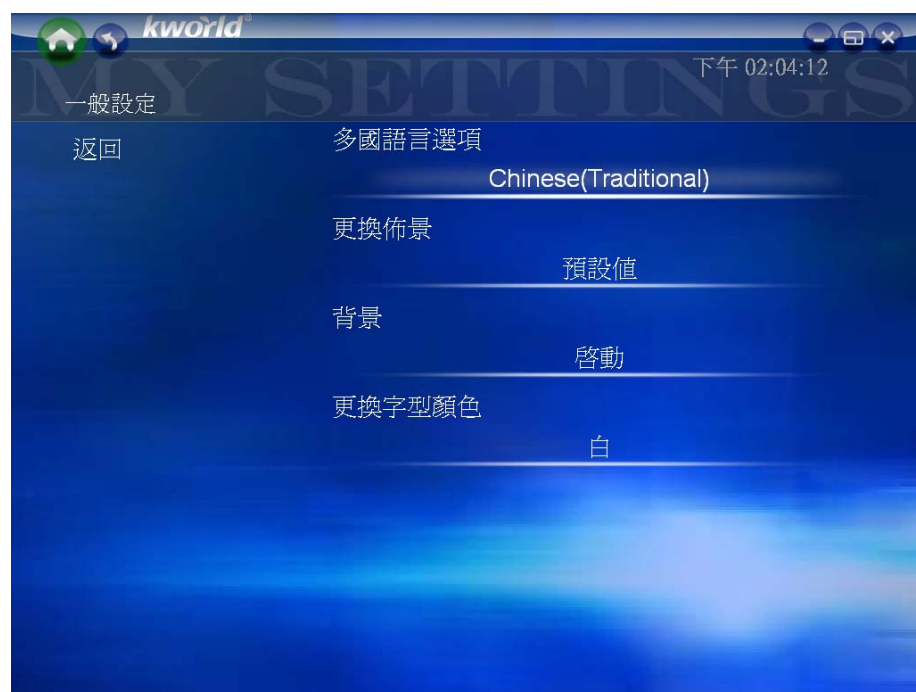 kworld®
MY SETTINGS
下午 02:04:12
一般設定
返回
多國語言選項
Chinese(Traditional)
更換佈景
預設值
背景
啓動
更換字型顏色
白